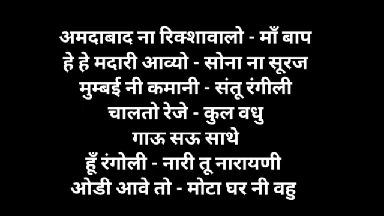 अमदाबाद ना रिक्शावालो - माँ बाप
हे हे मदारी आव्यो - सोना ना सूरज
मुम्बई नी कमानी - संतू रंगीली
चालतो रेजे - कुल वधु
गाऊ सऊ साथे
हूँ रंगोली - नारी तू नारायणी
ओडी आवे तो - मोटा घर नी वहु